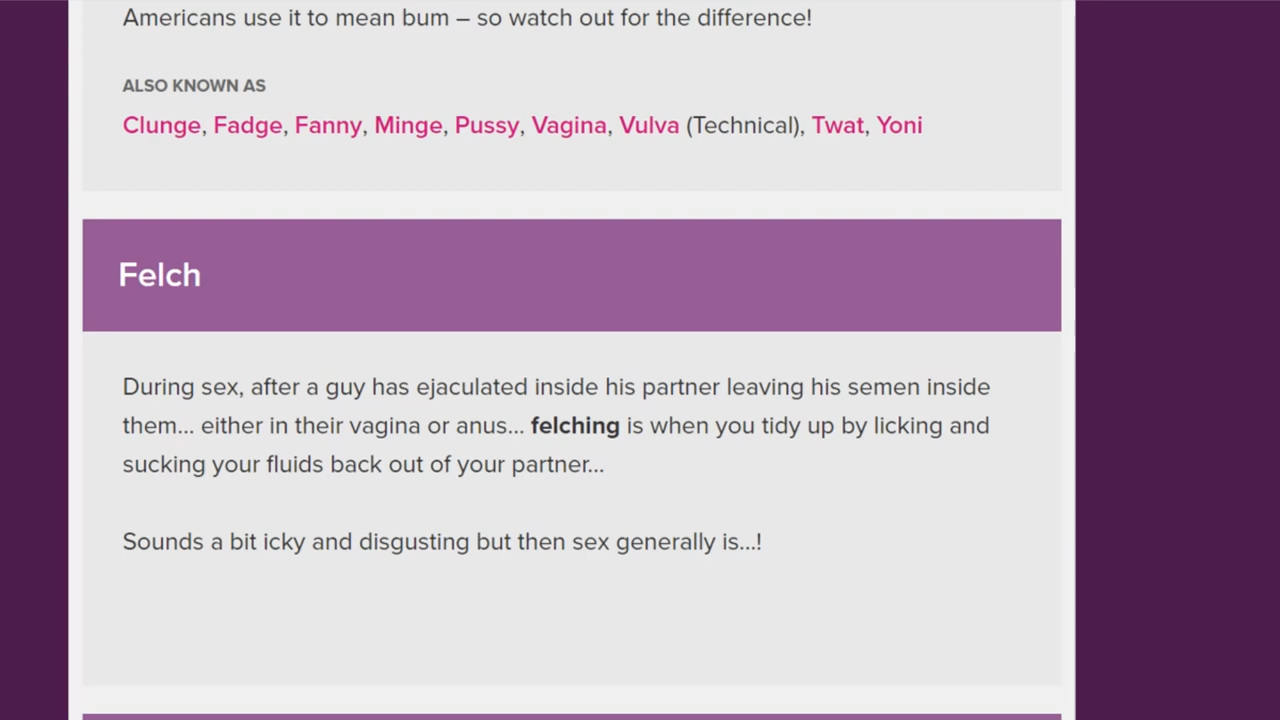 Americans use it to mean bum – so watch out for the difference!
ALSO KNOWN AS
Clunge, Fadge, Fanny, Minge, Pussy, Vagina, Vulva (Technical), Twat, Yoni
Felch
During sex, after a guy has ejaculated inside his partner leaving his semen inside
them... either in their vagina or anus... felching is when you tidy up by licking and
sucking your fluids back out of your partner...
Sounds a bit icky and disgusting but then sex generally is...!